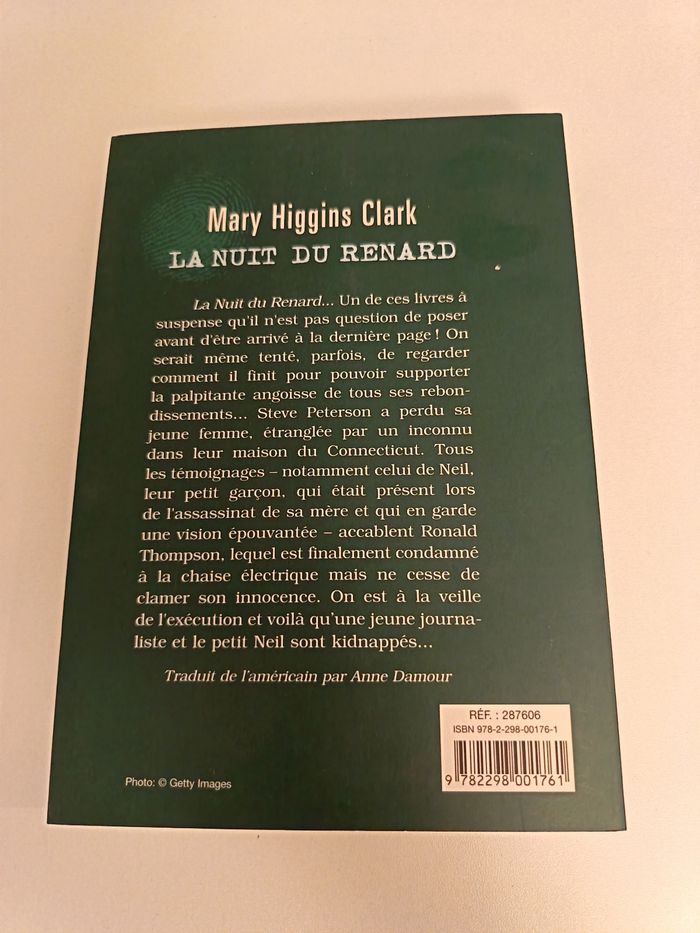 Mary Higgins Clark
LA NUIT DU RENARD
La Nuit du Renard... Un de ces livres à
suspense qu'il n'est pas question de poser
avant d'être arrivé à la dernière page ! On
serait même tenté, parfois, de regarder
comment il finit pour pouvoir supporter
la palpitante angoisse de tous ses rebon-
dissements... Steve Peterson a perdu sa
jeune femme, étranglée par un inconnu
dans leur maison du Connecticut. Tous
les témoignages – notamment celui de Neil,
leur petit garçon, qui était présent lors
de l'assassinat de sa mère et qui en garde
une vision épouvantée – accablent Ronald
Thompson, lequel est finalement condamné
à la chaise électrique mais ne cesse de
clamer son innocence. On est à la veille
de l'exécution et voilà qu'une jeune journa-
liste et le petit Neil sont kidnappés...
Traduit de l'américain par Anne Damour
RÉF. : 287606
ISBN 978-2-298-00176-1
9 782298 001761
Photo: © Getty Images